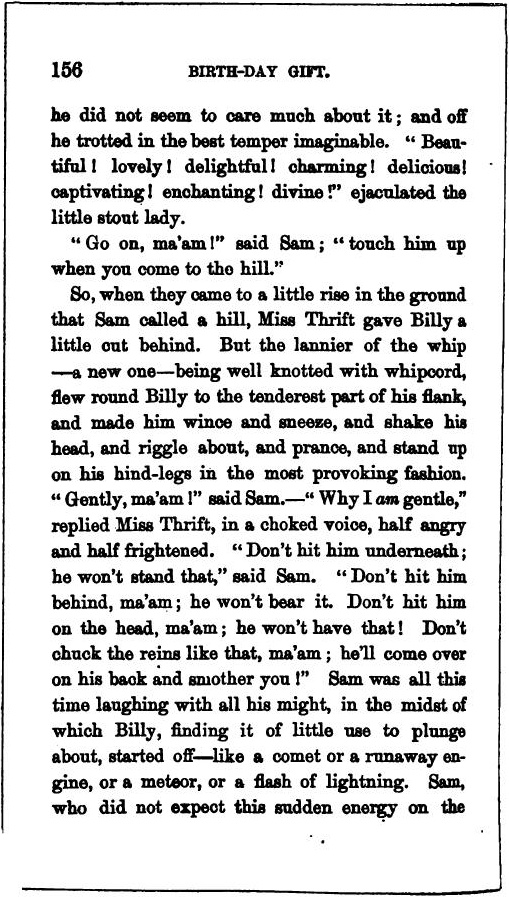 156 BIRTH-DAY GIFT.
he did not seem to care much about it; and off
he trotted in the best temper imaginable. “Beau-
tiful! lovely! delightful! charming! delicious!
captivating! enchanting! divine!” ejaculated the
little stout lady.
“Go on, ma’am!” said Sam; “touch him up
when you come to the hill.”
So, when they came to a little rise in the ground
that Sam called a hill, Miss Thrift gave Billy a
little cut behind. But the lannier of the whip
—a new one—being well knotted with whipcord,
flew round Billy to the tenderest part of his flank,
and made him wince and sneeze, and shake his
head, and riggle about, and prance, and stand up
on his hind-legs in the most provoking fashion.
“Gently, ma’am!” said Sam.—“Why I am gentle,”
replied Miss Thrift, in a choked voice, half angry
and half frightened. “Don’t hit him underneath;
he won’t stand that,” said Sam. “Don’t hit him
behind, ma’am; he won’t bear it. Don’t hit him
on the head, ma’am; he won’t have that! Don’t
chuck the reins like that, ma’am; he’ll come over
on his back and smother you!” Sam was all this
time laughing with all his might, in the midst of
which Billy, finding it of little use to plunge
about, started off—like a comet or a runaway en-
gine, or a meteor, or a flash of lightning. Sam,
who did not expect this sudden energy on the